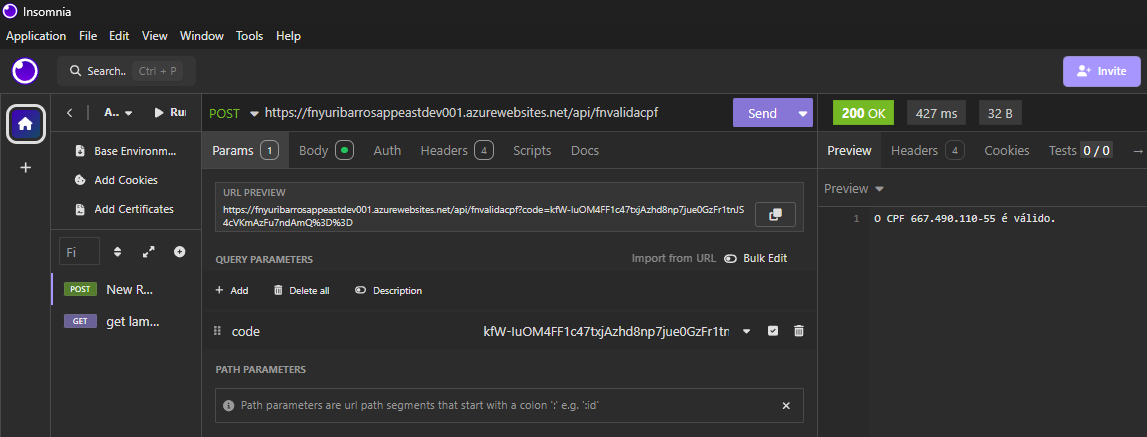 Insomnia
Application File Edit View Window Tools Help
Search.. Ctrl + P
Invite
A.. Ru
POST https://fnyuribarrosappeastdev001.azurewebsites.net/api/fnvalidacpf Send
200 OK 427 ms 32 B
Base Environm...
Add Cookies
Add Certificates
Fi
POST New R...
GET get lam...
Params 1 Body Auth Headers 4 Scripts Docs
URL PREVIEW
https://fnyuribarrosappeastdev001.azurewebsites.net/api/fnvalidacpf?code=kfW-IuOM4FF1c47txjAzhd8np7jue0GzFr1tnJS
4cVKmAzFu7ndAmQ%3D%3D
QUERY PARAMETERS Import from URL Bulk Edit
Add Delete all Description
code kfW-IuOM4FF1c47txjAzhd8np7jue0GzFr1tn
PATH PARAMETERS
Path parameters are url path segments that start with a colon ':' e.g. ':id'
Preview Headers 4 Cookies Tests 0 / 0 →
Preview
1 O CPF 667.490.110-55 é válido.